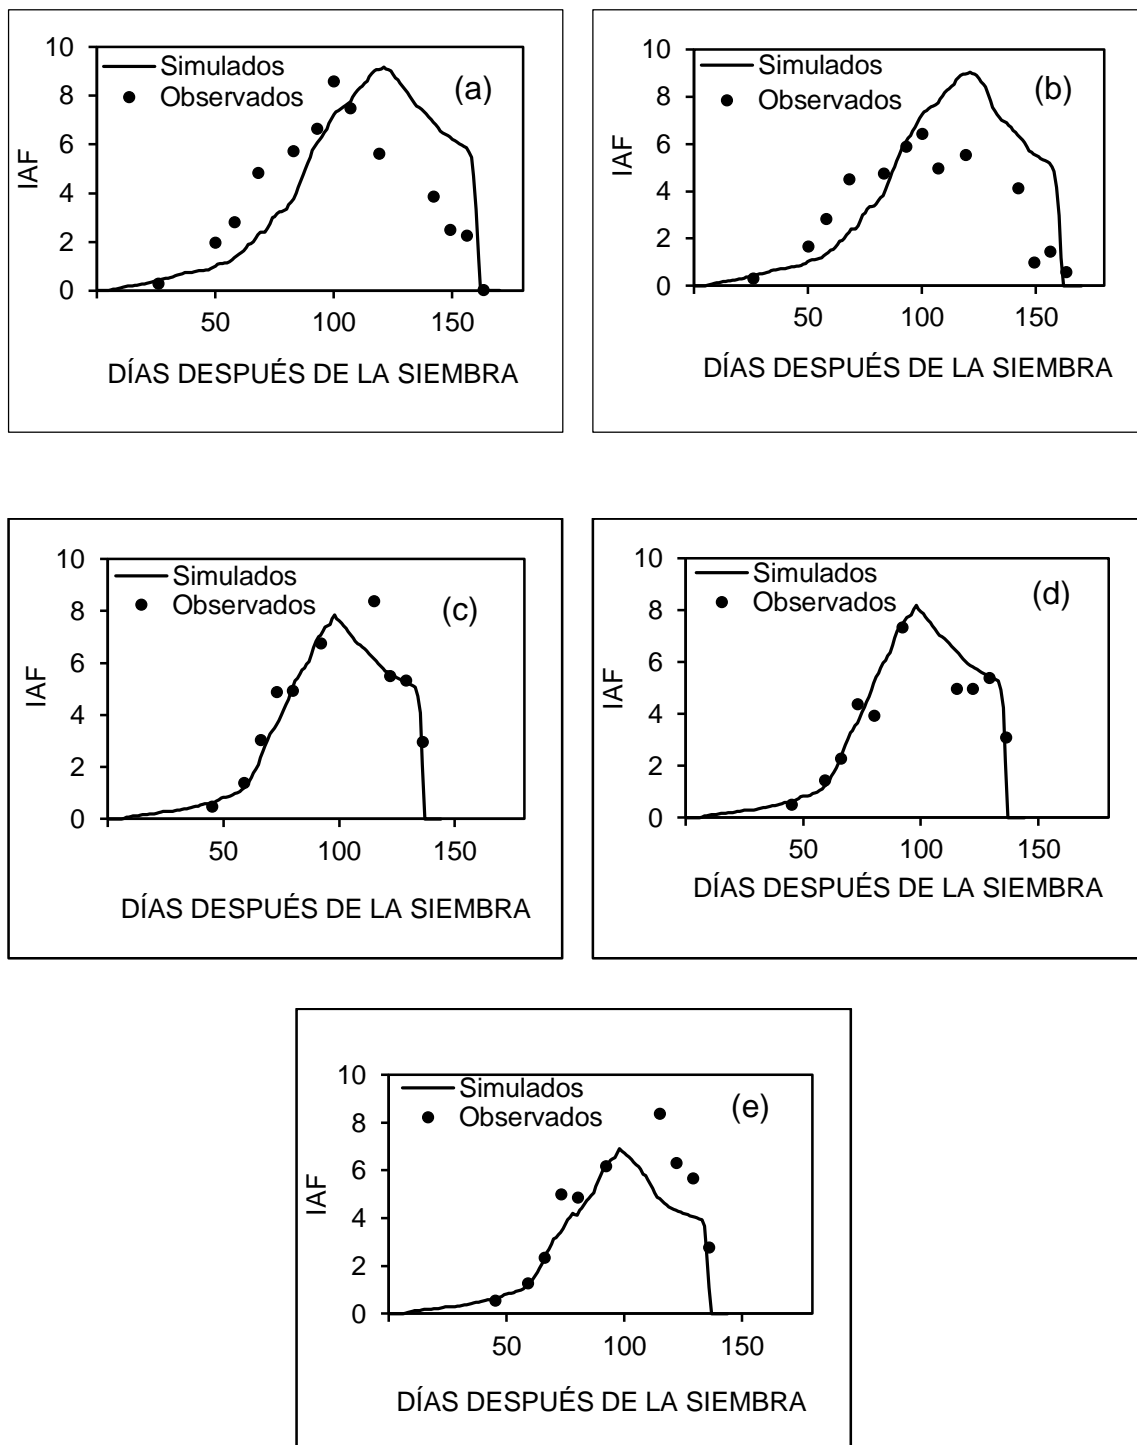 10
8
6
4
2
0
IAF
Simulados
Observados
(a)
50 100 150
DÍAS DESPUÉS DE LA SIEMBRA
10
8
6
4
2
0
IAF
Simulados
Observados
(b)
50 100 150
DÍAS DESPUÉS DE LA SIEMBRA
10
8
6
4
2
0
IAF
Simulados
Observados
(c)
50 100 150
DÍAS DESPUÉS DE LA SIEMBRA
10
8
6
4
2
0
IAF
Simulados
Observados
(d)
50 100 150
DÍAS DESPUÉS DE LA SIEMBRA
10
8
6
4
2
0
IAF
Simulados
Observados
(e)
50 100 150
DÍAS DESPUÉS DE LA SIEMBRA